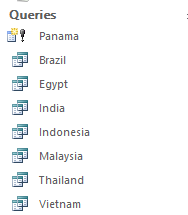 Queries
Panama
Brazil
Egypt
India
Indonesia
Malaysia
Thailand
Vietnam